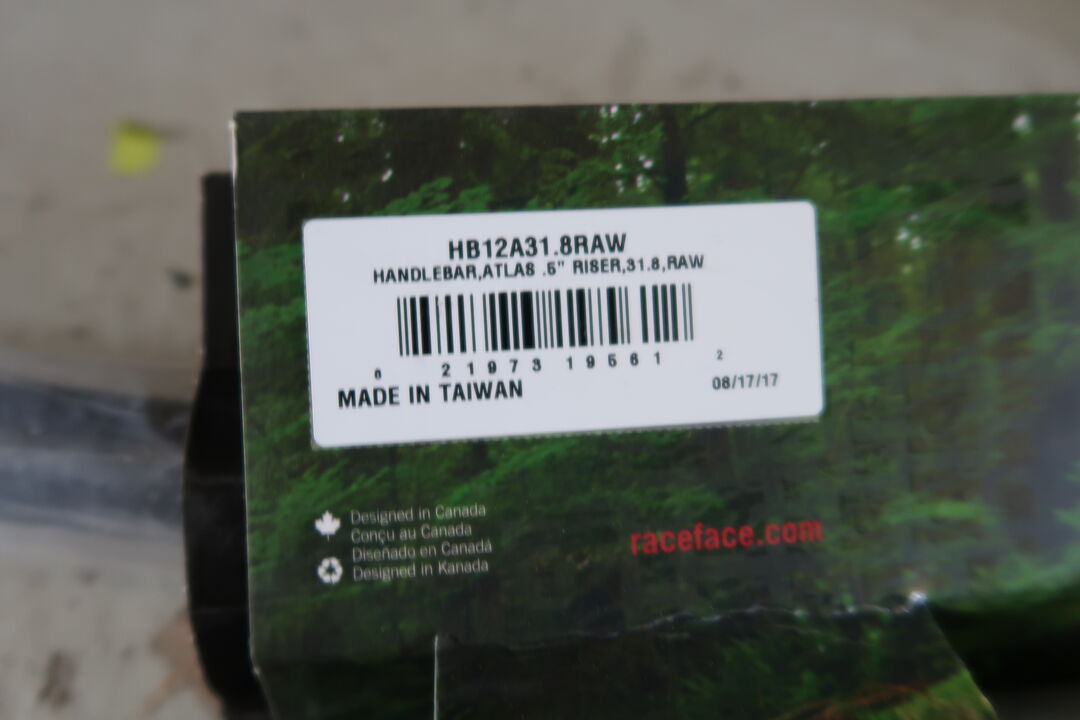 HB12A31.8RAW
HANDLEBAR,ATLAS .5" RISER,31.8,RAW
6 21973 19561 2
MADE IN TAIWAN 08/17/17
Designed in Canada
Conçu au Canada
Diseñado en Canadá
Designed in Kanada
raceface.com